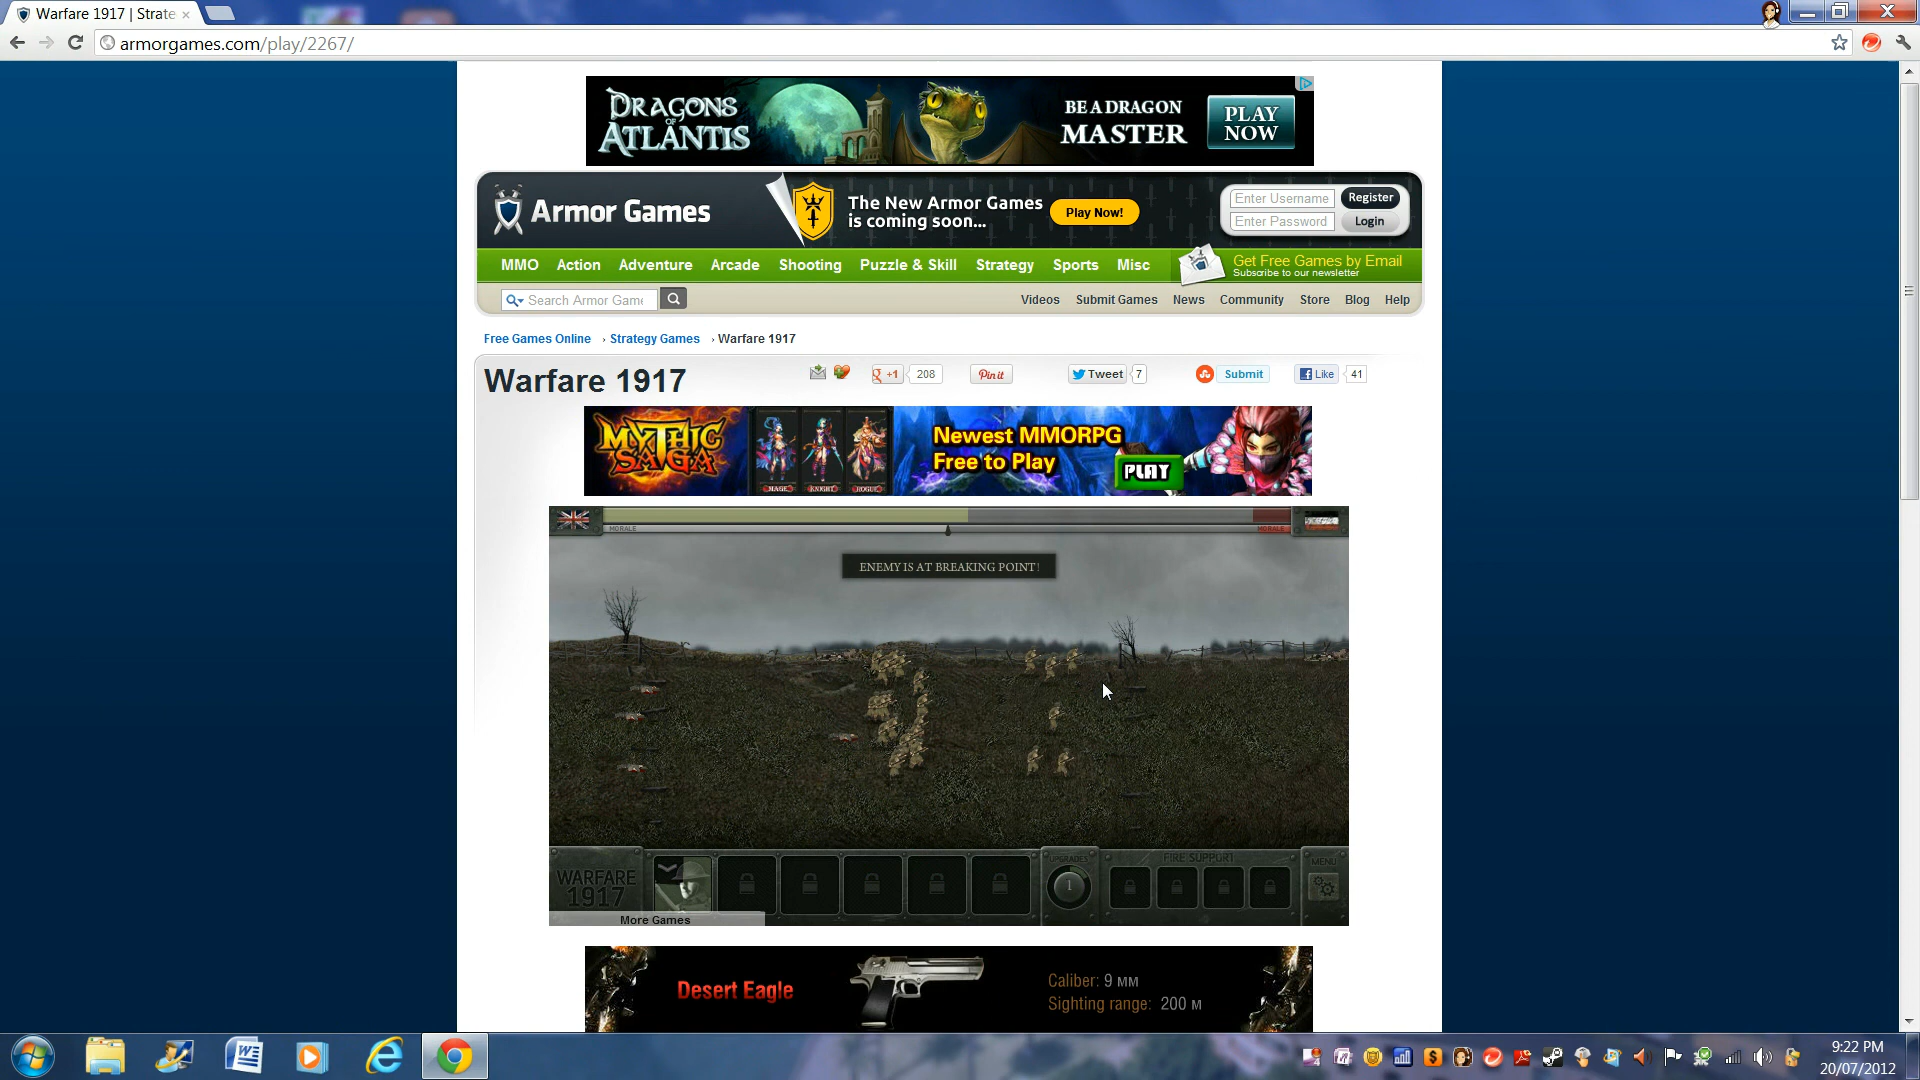 Warfare 1917 | Strate
armorgames.com/play/2267/
DRAGONS OF ATLANTIS
BE A DRAGON MASTER
PLAY NOW
Armor Games
The New Armor Games
is coming soon...
Play Now!
Enter Username
Register
Enter Password
Login
MMO Action Adventure Arcade Shooting Puzzle & Skill Strategy Sports Misc
Get Free Games by Email
Subscribe to our newsletter
Search Armor Game
Videos Submit Games News Community Store Blog Help
Free Games Online › Strategy Games › Warfare 1917
Warfare 1917
+1 208
Pin it
Tweet 7
Submit
Like 41
MYTHIC SAGA
MAGE KNIGHT ROGUE
Newest MMORPG
Free to Play
PLAY
MORALE
MORALE
ENEMY IS AT BREAKING POINT!
WARFARE
1917
UPGRADES
1
FIRE SUPPORT
MENU
More Games
Desert Eagle
Caliber: 9 мм
Sighting range: 200 м
9:22 PM
20/07/2012